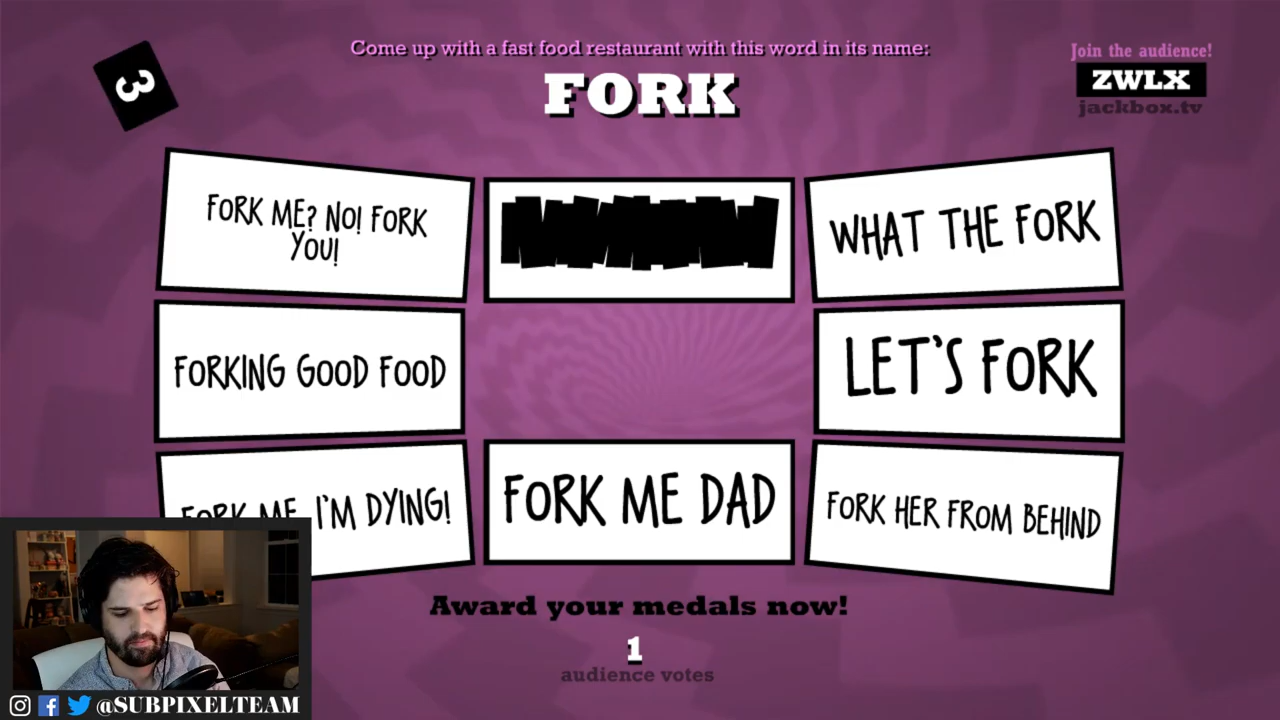 Come up with a fast food restaurant with this word in its name:
FORK
3
Join the audience!
ZWLX
jackbox.tv
FORK ME? NO! FORK
YOU!
WHAT THE FORK
FORKING GOOD FOOD
LET'S FORK
FORK ME, I'M DYING!
FORK ME DAD
FORK HER FROM BEHIND
Award your medals now!
1
audience votes
@SUBPIXELTEAM